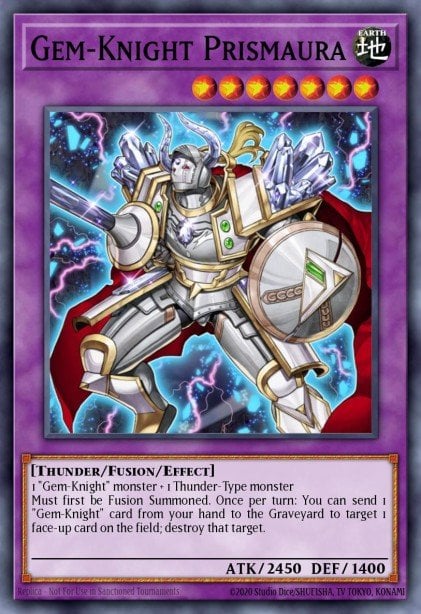 Gem-Knight Prismaura
EARTH
地
[Thunder/Fusion/Effect]
1 "Gem-Knight" monster + 1 Thunder-Type monster
Must first be Fusion Summoned. Once per turn: You can send 1
"Gem-Knight" card from your hand to the Graveyard to target 1
face-up card on the field; destroy that target.
ATK/2450 DEF/1400
Replica - Not For Use in Sanctioned Tournaments
©2020 Studio Dice/SHUEISHA, TV TOKYO, KONAMI